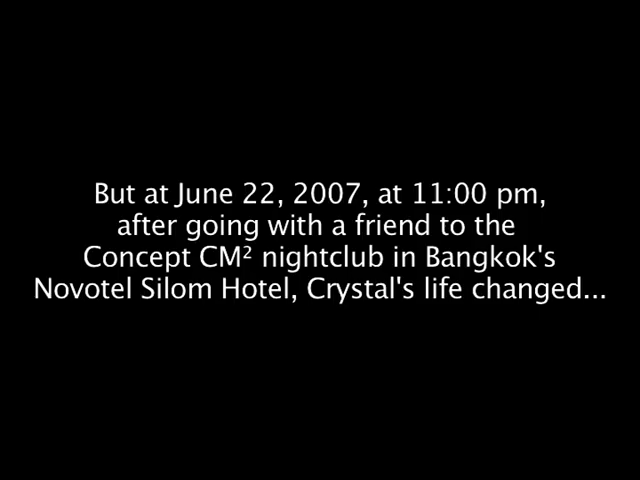 But at June 22, 2007, at 11:00 pm,
after going with a friend to the
Concept CM² nightclub in Bangkok's
Novotel Silom Hotel, Crystal's life changed...